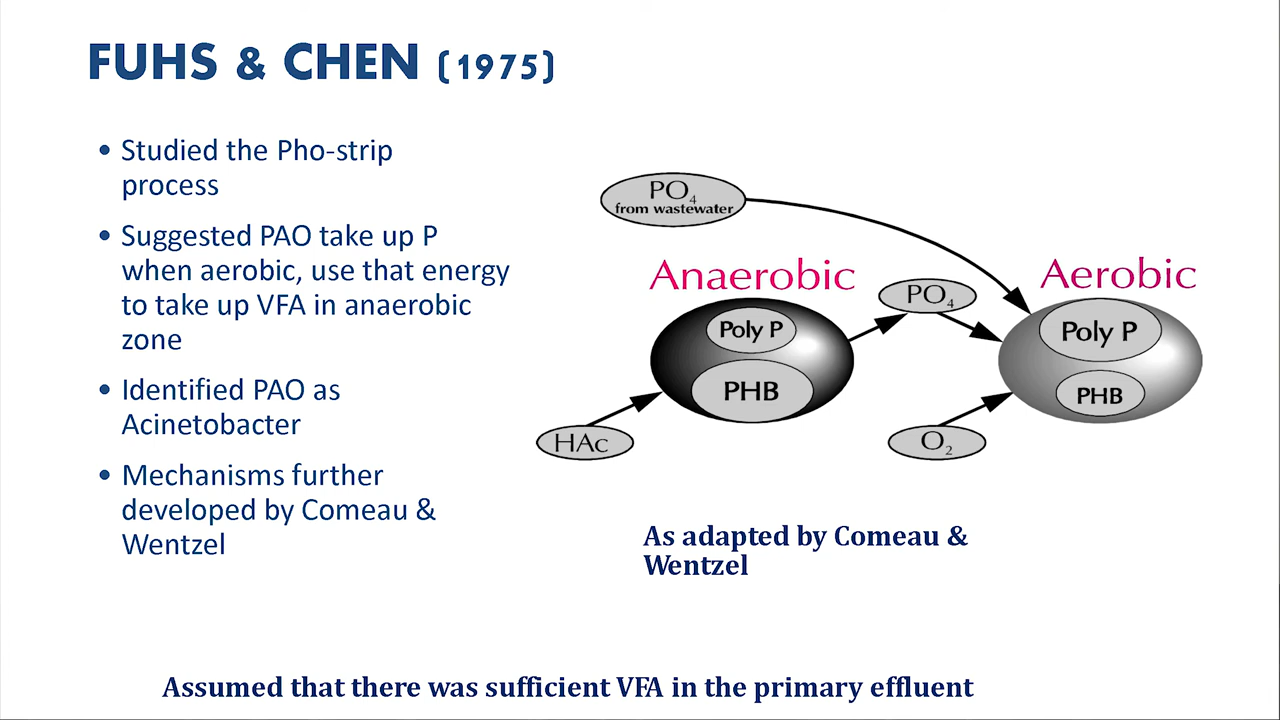 FUHS & CHEN (1975)
• Studied the Pho-strip
process
• Suggested PAO take up P
when aerobic, use that energy
to take up VFA in anaerobic
zone
• Identified PAO as
Acinetobacter
• Mechanisms further
developed by Comeau &
Wentzel
PO4
from wastewater
Anaerobic
Aerobic
PO4
Poly P
PHB
HAc
Poly P
PHB
O2
As adapted by Comeau &
Wentzel
Assumed that there was sufficient VFA in the primary effluent